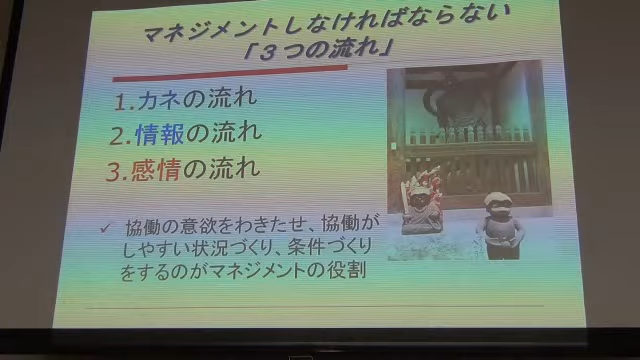 マネジメントしなければならない
「３つの流れ」
1.カネの流れ
2.情報の流れ
3.感情の流れ
✓ 協働の意欲をわきたせ、協働が
しやすい状況づくり、条件づくり
をするのがマネジメントの役割